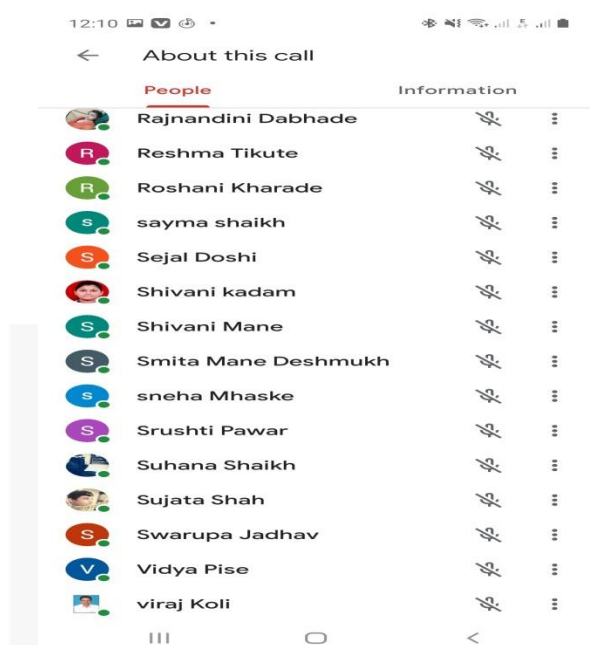 12:10
About this call
People Information
Rajnandini Dabhade
R Reshma Tikute
R Roshani Kharade
s sayma shaikh
S Sejal Doshi
Shivani kadam
S Shivani Mane
S Smita Mane Deshmukh
s sneha Mhaske
S Srushti Pawar
Suhana Shaikh
Sujata Shah
S Swarupa Jadhav
V Vidya Pise
viraj Koli